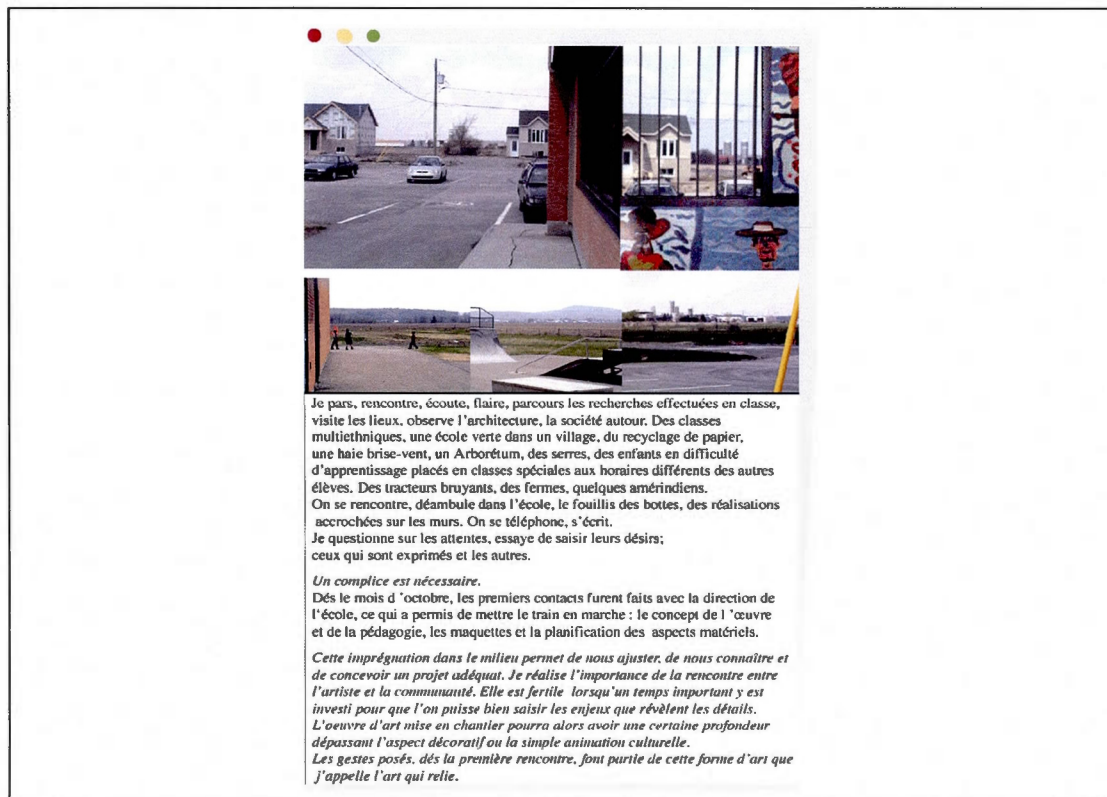 Je pars, rencontre, écoute, flaire, parcours les recherches effectuées en classe,
visite les lieux, observe l'architecture, la société autour. Des classes
multiethniques, une école verte dans un village, du recyclage de papier,
une haie brise-vent, un Arborétum, des serres, des enfants en difficulté
d'apprentissage placés en classes spéciales aux horaires différents des autres
élèves. Des tracteurs bruyants, des fermes, quelques amérindiens.
On se rencontre, déambule dans l'école, le fouillis des bottes, des réalisations
accrochées sur les murs. On se téléphone, s'écrit.
Je questionne sur les attentes, essaye de saisir leurs désirs;
ceux qui sont exprimés et les autres.
Un complice est nécessaire.
Dés le mois d 'octobre, les premiers contacts furent faits avec la direction de
l'école, ce qui a permis de mettre le train en marche : le concept de l 'œuvre
et de la pédagogie, les maquettes et la planification des aspects matériels.
Cette imprégnation dans le milieu permet de nous ajuster, de nous connaître et
de concevoir un projet adéquat. Je réalise l'importance de la rencontre entre
l'artiste et la communauté. Elle est fertile lorsqu'un temps important y est
investi pour que l'on puisse bien saisir les enjeux que révèlent les détails.
L'oeuvre d'art mise en chantier pourra alors avoir une certaine profondeur
dépassant l'aspect décoratif ou la simple animation culturelle.
Les gestes posés, dés la première rencontre, font partie de cette forme d'art que
j'appelle l'art qui relie.